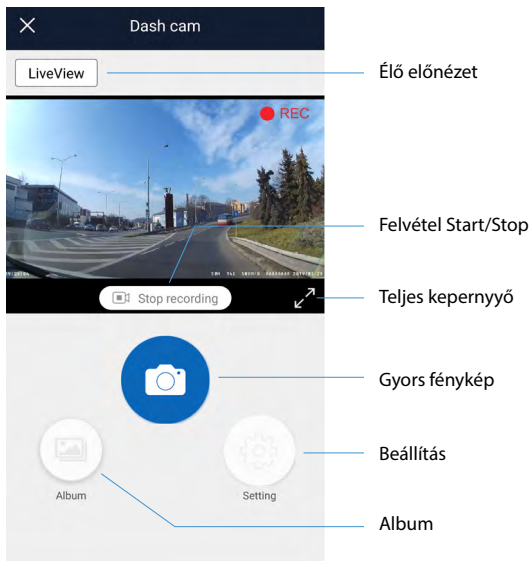 Dash cam
LiveView
Élő előnézet
REC
Felvétel Start/Stop
Stop recording
Teljes kepernyyő
Gyors fénykép
Beállítás
Album
Setting
Album